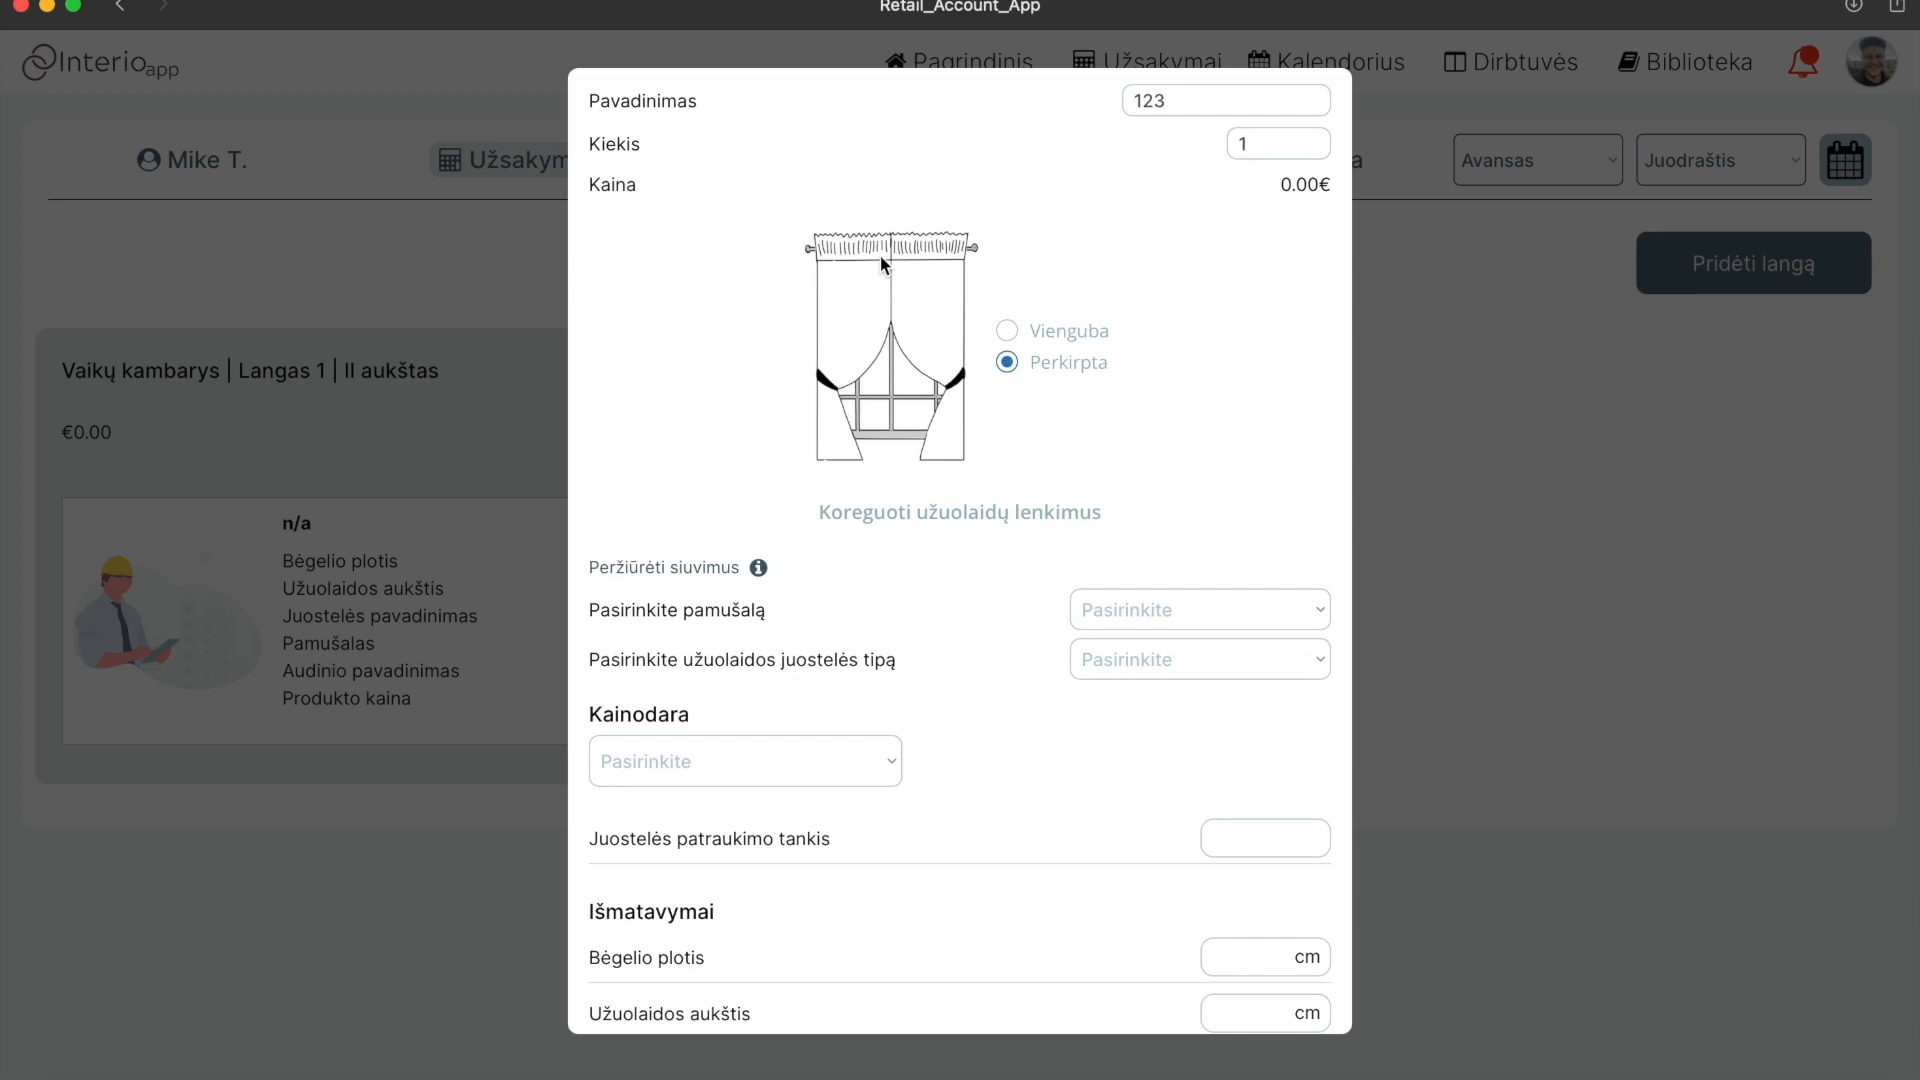 Retail_Account_App
Interioapp
Pagrindinis
Užsakymai
Kalendorius
Dirbtuvės
Biblioteka
Mike T.
Avansas
Juodraštis
Pridėti langą
Vaikų kambarys | Langas 1 | II aukštas
€0.00
n/a
Bėgelio plotis
Užuolaidos aukštis
Juostelės pavadinimas
Pamušalas
Audinio pavadinimas
Produkto kaina
Pavadinimas 123
Kiekis 1
Kaina 0.00€
Vienguba
Perkirpta
Koreguoti užuolaidų lenkimus
Peržiūrėti siuvimus
Pasirinkite pamušalą Pasirinkite
Pasirinkite užuolaidos juostelės tipą Pasirinkite
Kainodara
Pasirinkite
Juostelės patraukimo tankis
Išmatavymai
Bėgelio plotis cm
Užuolaidos aukštis cm